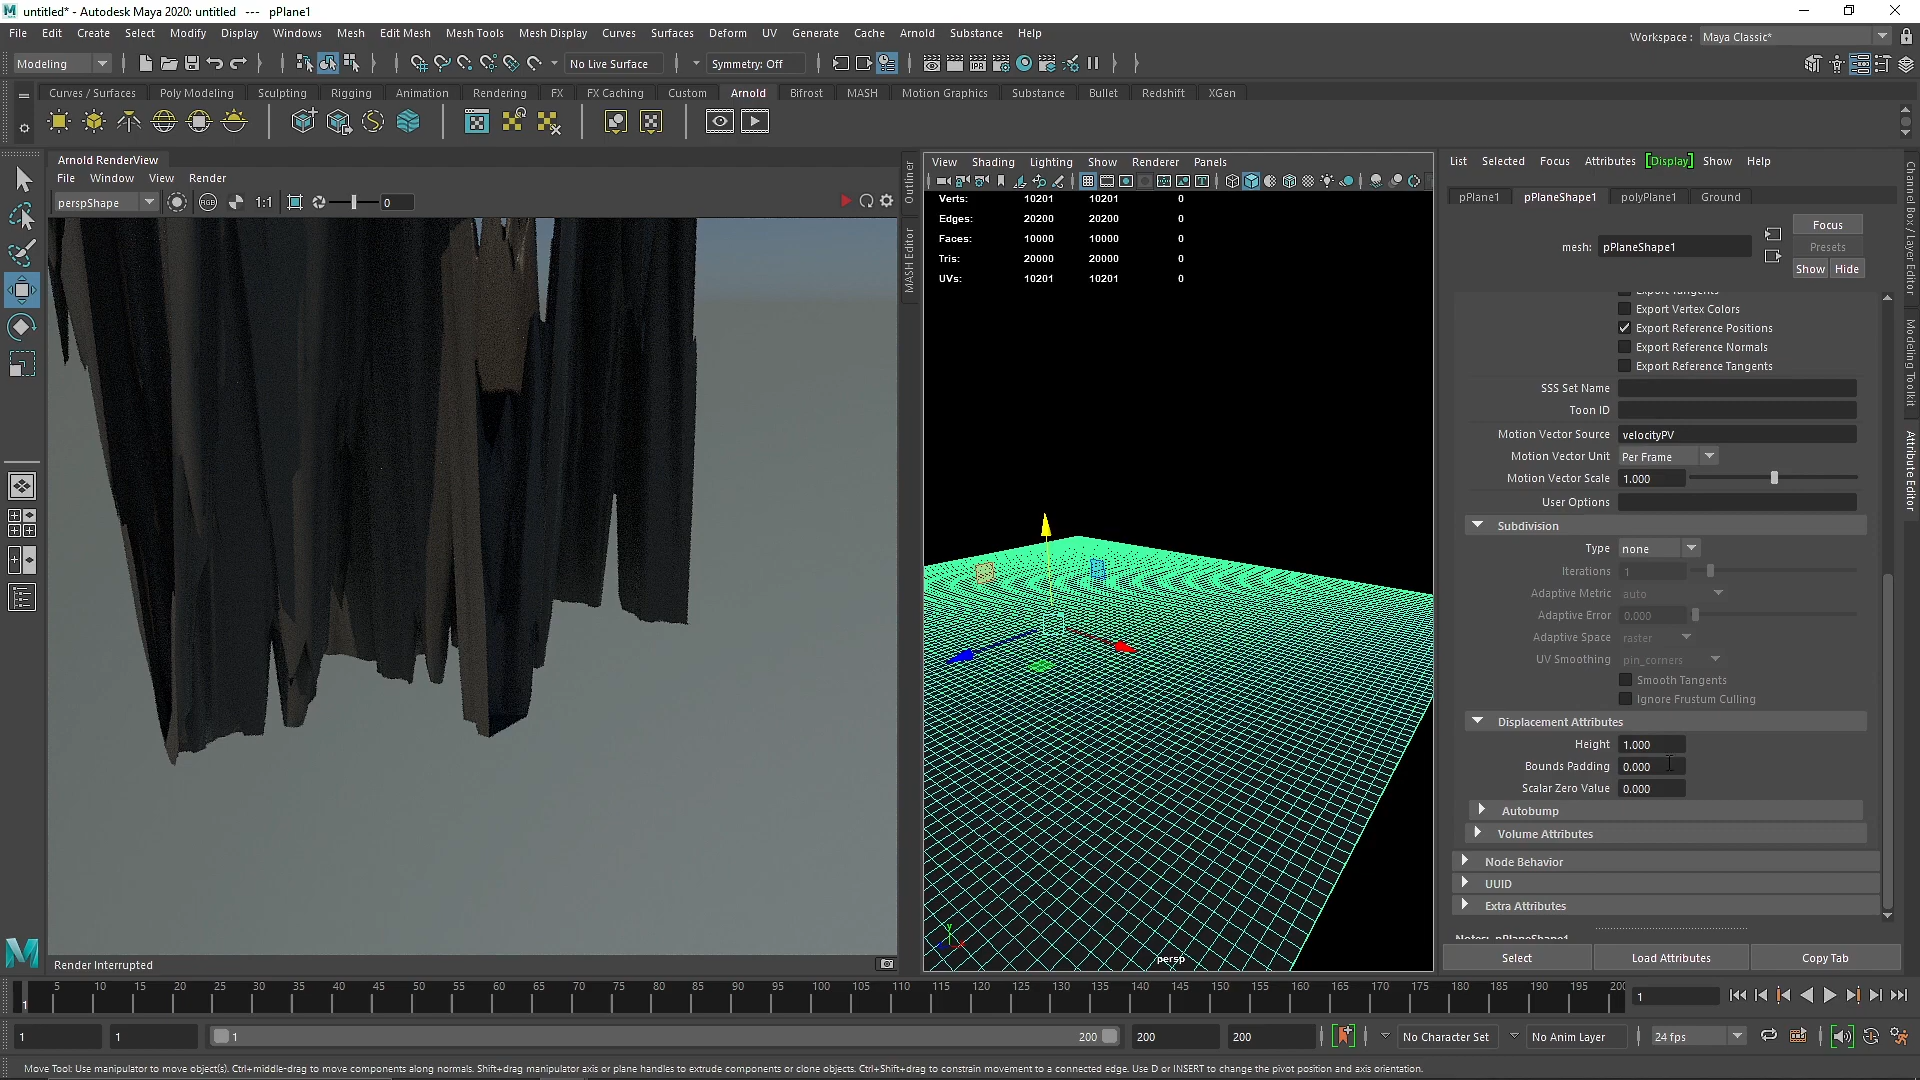 untitled* - Autodesk Maya 2020: untitled --- pPlane1
File Edit Create Select Modify Display Windows Mesh Edit Mesh Mesh Tools Mesh Display Curves Surfaces Deform UV Generate Cache Arnold Substance Help
Workspace : Maya Classic*
Modeling No Live Surface Symmetry: Off
Curves / Surfaces Poly Modeling Sculpting Rigging Animation Rendering FX FX Caching Custom Arnold Bifrost MASH Motion Graphics Substance Bullet Redshift XGen
Arnold RenderView
File Window View Render
perspShape RGB 1:1 0
Render Interrupted
Outliner
MASH Editor
View Shading Lighting Show Renderer Panels
Verts: 10201 10201 0
Edges: 20200 20200 0
Faces: 10000 10000 0
Tris: 20000 20000 0
UVs: 10201 10201 0
persp
List Selected Focus Attributes [Display] Show Help
pPlane1 pPlaneShape1 polyPlane1 Ground
Focus
mesh: pPlaneShape1 Presets
Show Hide
Export Tangents
Export Vertex Colors
Export Reference Positions
Export Reference Normals
Export Reference Tangents
SSS Set Name
Toon ID
Motion Vector Source velocityPV
Motion Vector Unit Per Frame
Motion Vector Scale 1.000
User Options
Subdivision
Type none
Iterations 1
Adaptive Metric auto
Adaptive Error 0.000
Adaptive Space raster
UV Smoothing pin_corners
Smooth Tangents
Ignore Frustum Culling
Displacement Attributes
Height 1.000
Bounds Padding 0.000
Scalar Zero Value 0.000
Autobump
Volume Attributes
Node Behavior
UUID
Extra Attributes
Notes: pPlaneShape1
Select Load Attributes Copy Tab
Channel Box / Layer Editor
Modeling Toolkit
Attribute Editor
5 10 15 20 25 30 35 40 45 50 55 60 65 70 75 80 85 90 95 100 105 110 115 120 125 130 135 140 145 150 155 160 165 170 175 180 185 190 195 200
1 1
1 1 1 200 200 200 No Character Set No Anim Layer 24 fps
Move Tool: Use manipulator to move object(s). Ctrl+middle-drag to move components along normals. Shift+drag manipulator axis or plane handles to extrude components or clone objects. Ctrl+Shift+drag to constrain movement to a connected edge. Use D or INSERT to change the pivot position and axis orientation.